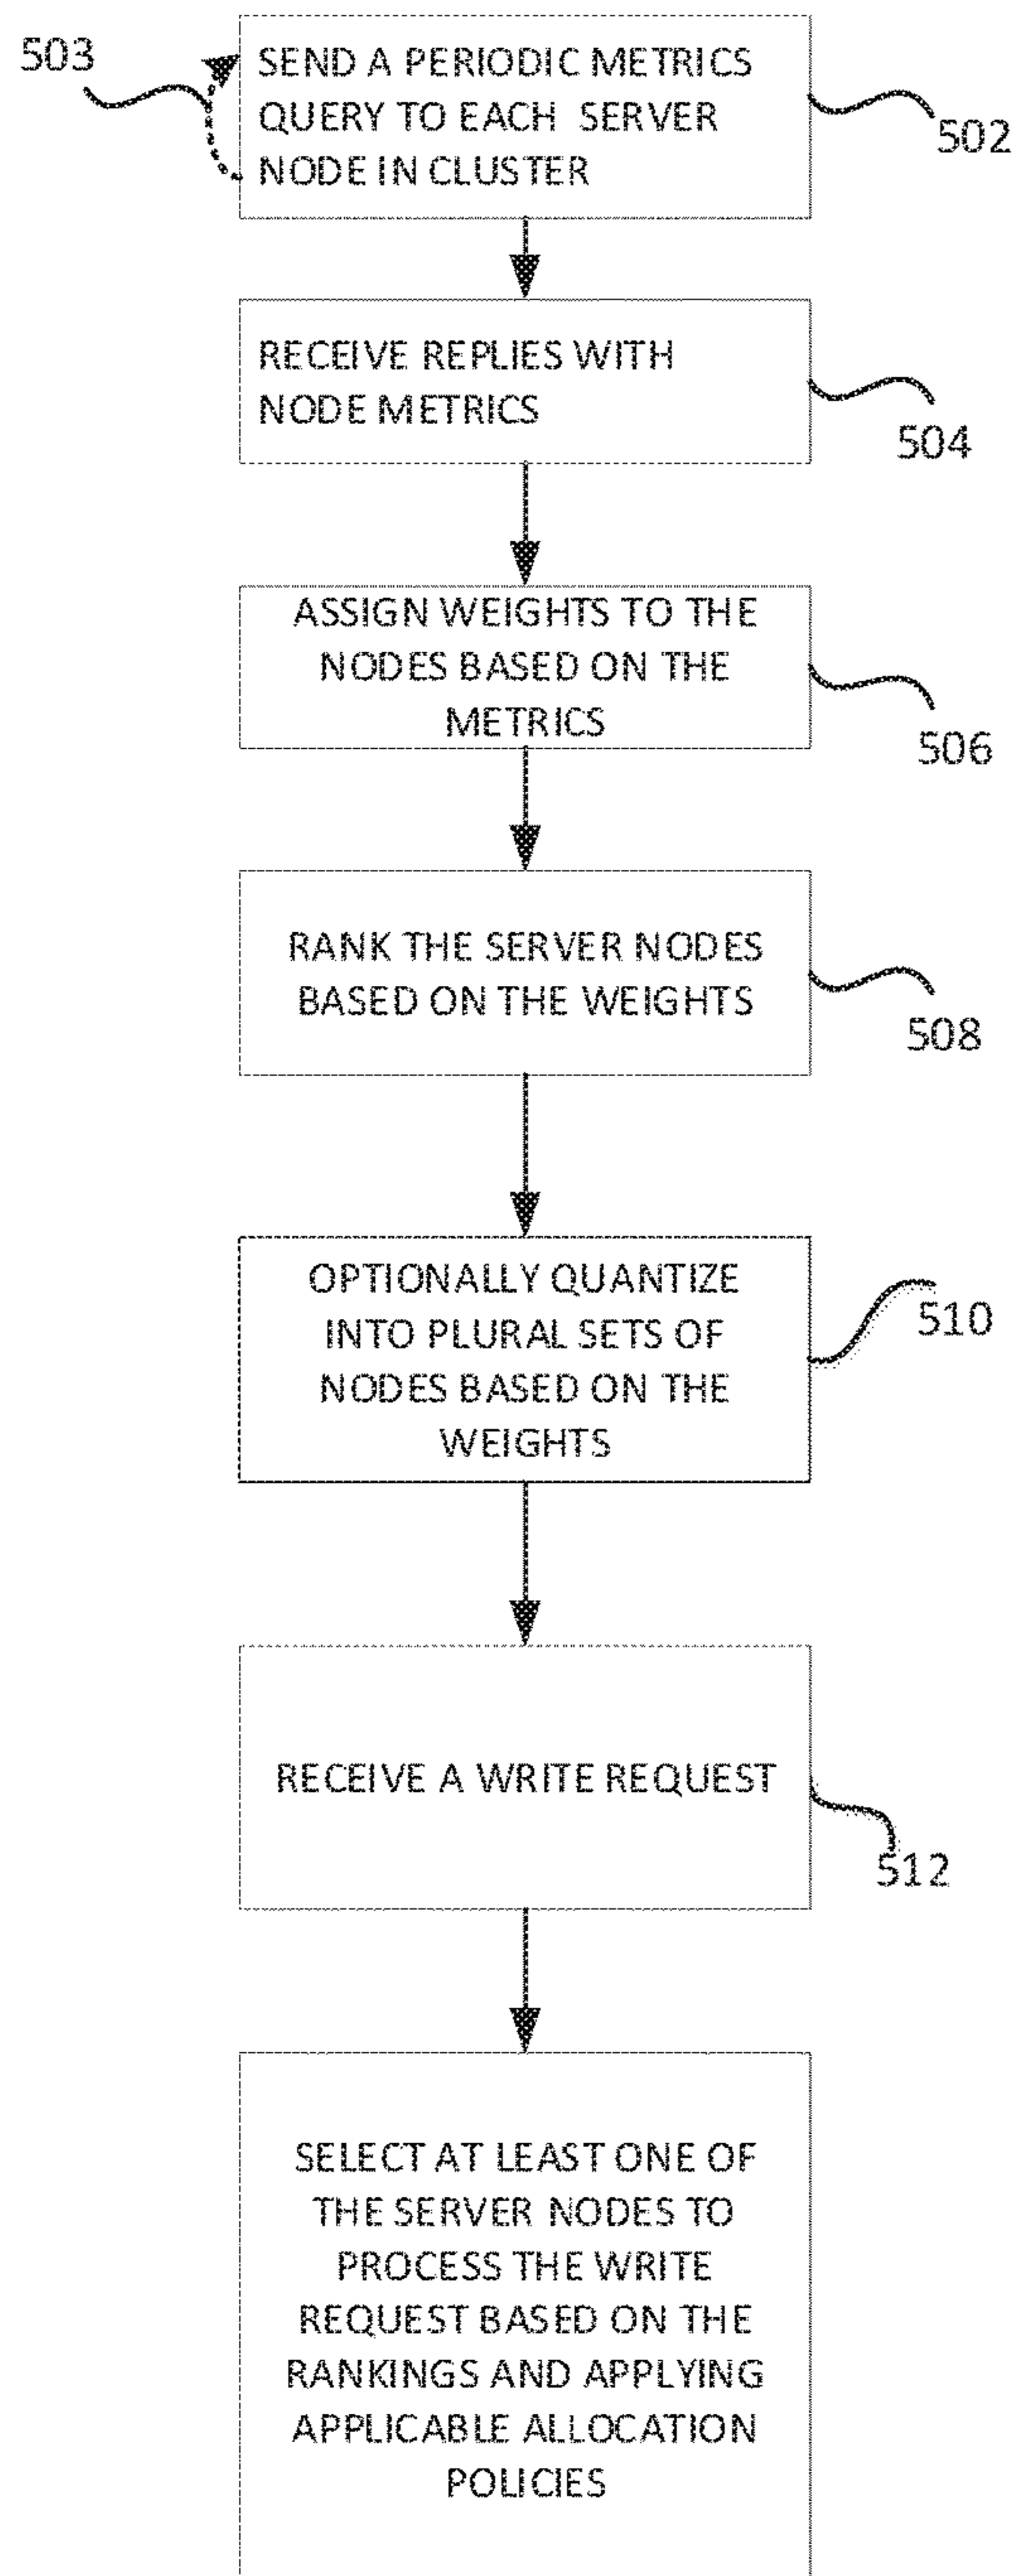 503
SEND A PERIODIC METRICS
QUERY TO EACH SERVER
NODE IN CLUSTER
502
RECEIVE REPLIES WITH
NODE METRICS
504
ASSIGN WEIGHTS TO THE
NODES BASED ON THE
METRICS
506
RANK THE SERVER NODES
BASED ON THE WEIGHTS
508
OPTIONALLY QUANTIZE
INTO PLURAL SETS OF
NODES BASED ON THE
WEIGHTS
510
RECEIVE A WRITE REQUEST
512
SELECT AT LEAST ONE OF
THE SERVER NODES TO
PROCESS THE WRITE
REQUEST BASED ON THE
RANKINGS AND APPLYING
APPLICABLE ALLOCATION
POLICIES